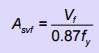 A_svf = V_f / 0.87f_y